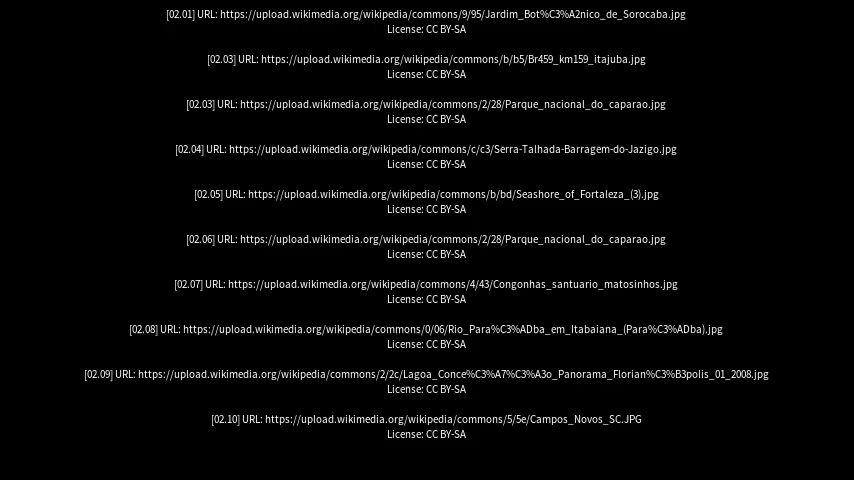 [02.01] URL: https://upload.wikimedia.org/wikipedia/commons/9/95/Jardim_Bot%C3%A2nico_de_Sorocaba.jpg
License: CC BY-SA
[02.03] URL: https://upload.wikimedia.org/wikipedia/commons/b/b5/Br459_km159_itajuba.jpg
License: CC BY-SA
[02.03] URL: https://upload.wikimedia.org/wikipedia/commons/2/28/Parque_nacional_do_caparao.jpg
License: CC BY-SA
[02.04] URL: https://upload.wikimedia.org/wikipedia/commons/c/c3/Serra-Talhada-Barragem-do-Jazigo.jpg
License: CC BY-SA
[02.05] URL: https://upload.wikimedia.org/wikipedia/commons/b/bd/Seashore_of_Fortaleza_(3).jpg
License: CC BY-SA
[02.06] URL: https://upload.wikimedia.org/wikipedia/commons/2/28/Parque_nacional_do_caparao.jpg
License: CC BY-SA
[02.07] URL: https://upload.wikimedia.org/wikipedia/commons/4/43/Congonhas_santuario_matosinhos.jpg
License: CC BY-SA
[02.08] URL: https://upload.wikimedia.org/wikipedia/commons/0/06/Rio_Para%C3%ADba_em_Itabaiana_(Para%C3%ADba).jpg
License: CC BY-SA
[02.09] URL: https://upload.wikimedia.org/wikipedia/commons/2/2c/Lagoa_Conce%C3%A7%C3%A3o_Panorama_Florian%C3%B3polis_01_2008.jpg
License: CC BY-SA
[02.10] URL: https://upload.wikimedia.org/wikipedia/commons/5/5e/Campos_Novos_SC.JPG
License: CC BY-SA